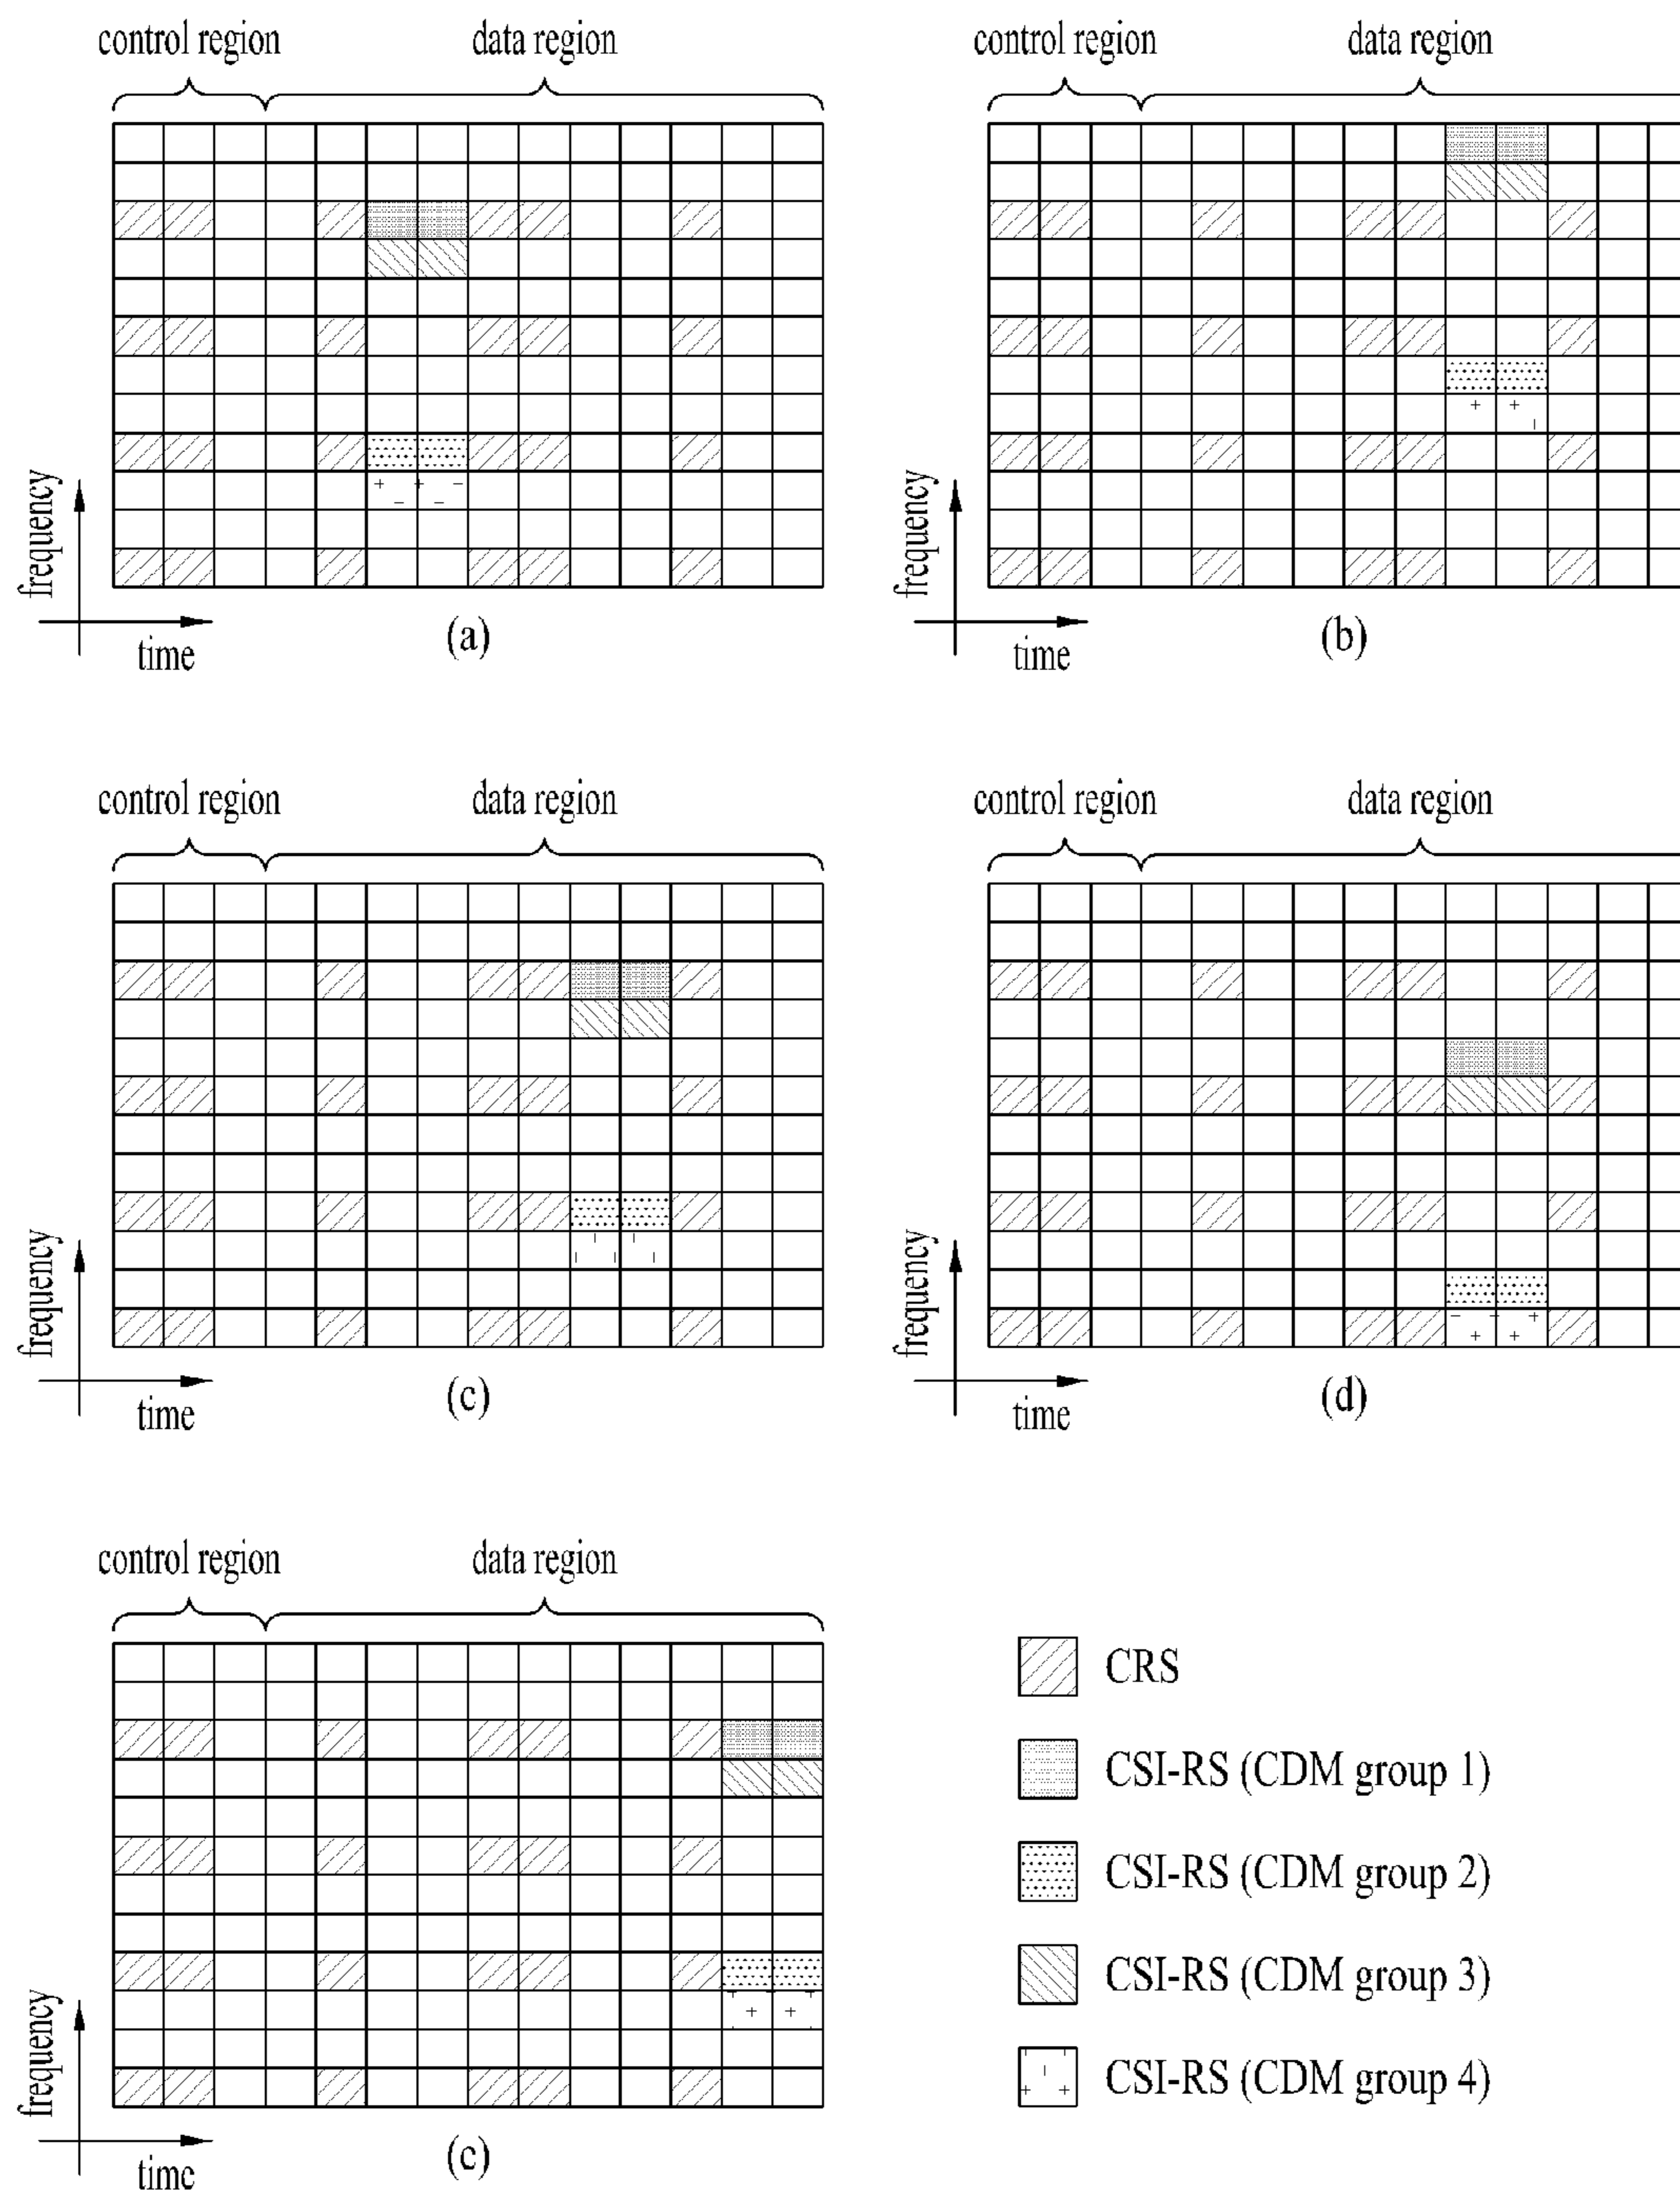 control region
data region
control region
data region
frequency
time
(a)
frequency
time
(b)
control region
data region
control region
data region
frequency
time
(c)
frequency
time
(d)
control region
data region
frequency
time
(c)
CRS
CSI-RS (CDM group 1)
CSI-RS (CDM group 2)
CSI-RS (CDM group 3)
CSI-RS (CDM group 4)